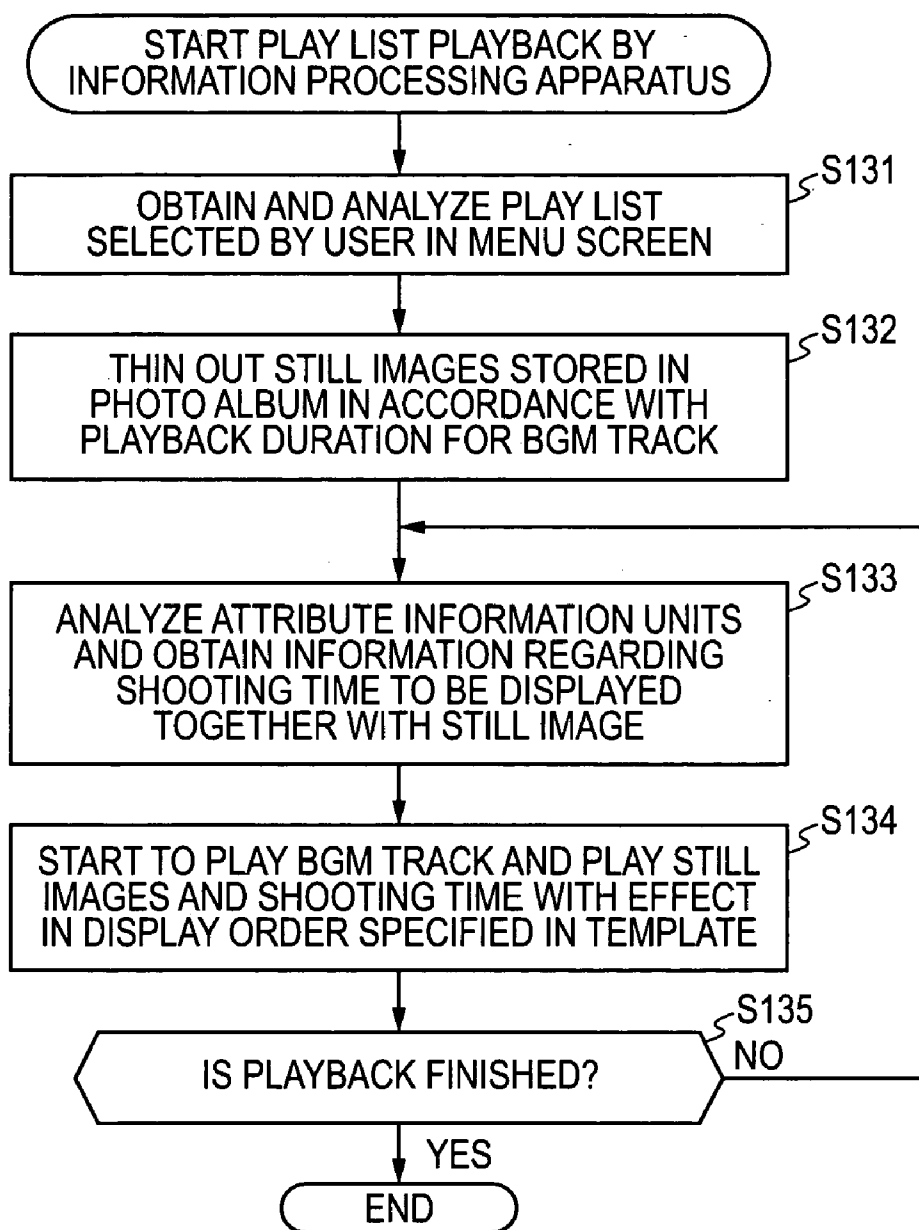 START PLAY LIST PLAYBACK BY
INFORMATION PROCESSING APPARATUS
S131
OBTAIN AND ANALYZE PLAY LIST
SELECTED BY USER IN MENU SCREEN
S132
THIN OUT STILL IMAGES STORED IN
PHOTO ALBUM IN ACCORDANCE WITH
PLAYBACK DURATION FOR BGM TRACK
S133
ANALYZE ATTRIBUTE INFORMATION UNITS
AND OBTAIN INFORMATION REGARDING
SHOOTING TIME TO BE DISPLAYED
TOGETHER WITH STILL IMAGE
S134
START TO PLAY BGM TRACK AND PLAY STILL
IMAGES AND SHOOTING TIME WITH EFFECT
IN DISPLAY ORDER SPECIFIED IN TEMPLATE
S135
IS PLAYBACK FINISHED?
NO
YES
END